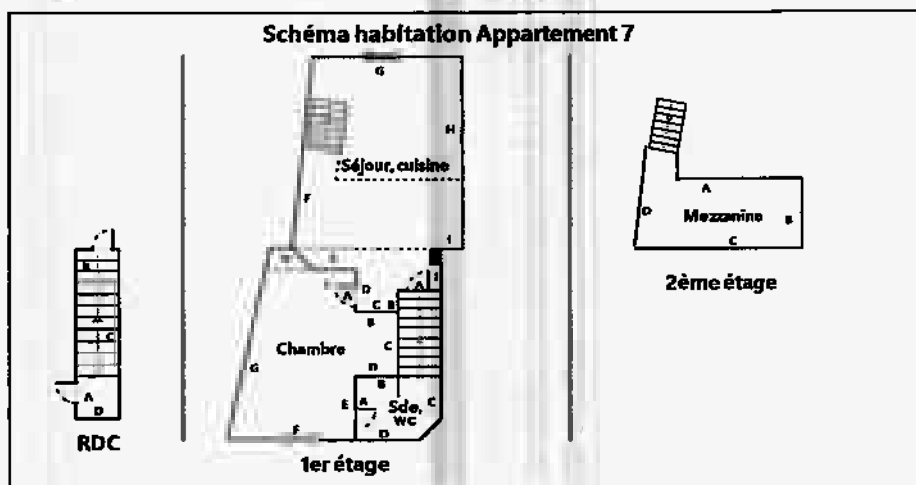 Schéma habitation Appartement 7
G
H
Séjour, cuisine
F
I
D
A
C B
B
A
J
Chambre
C
G
D
B
E
A
C
Sde,
WC
D
F
1er étage
B
C
A
D
RDC
A
D
Mezzanine
B
C
2ème étage